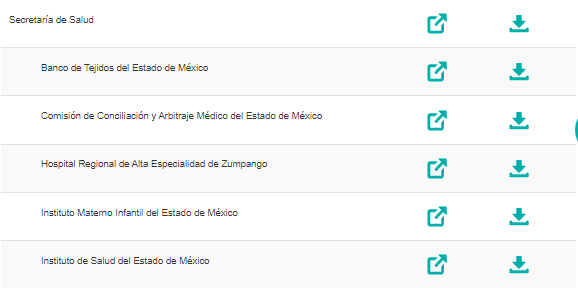 Secretaría de Salud
Banco de Tejidos del Estado de México
Comisión de Conciliación y Arbitraje Médico del Estado de México
Hospital Regional de Alta Especialidad de Zumpango
Instituto Materno Infantil del Estado de México
Instituto de Salud del Estado de México